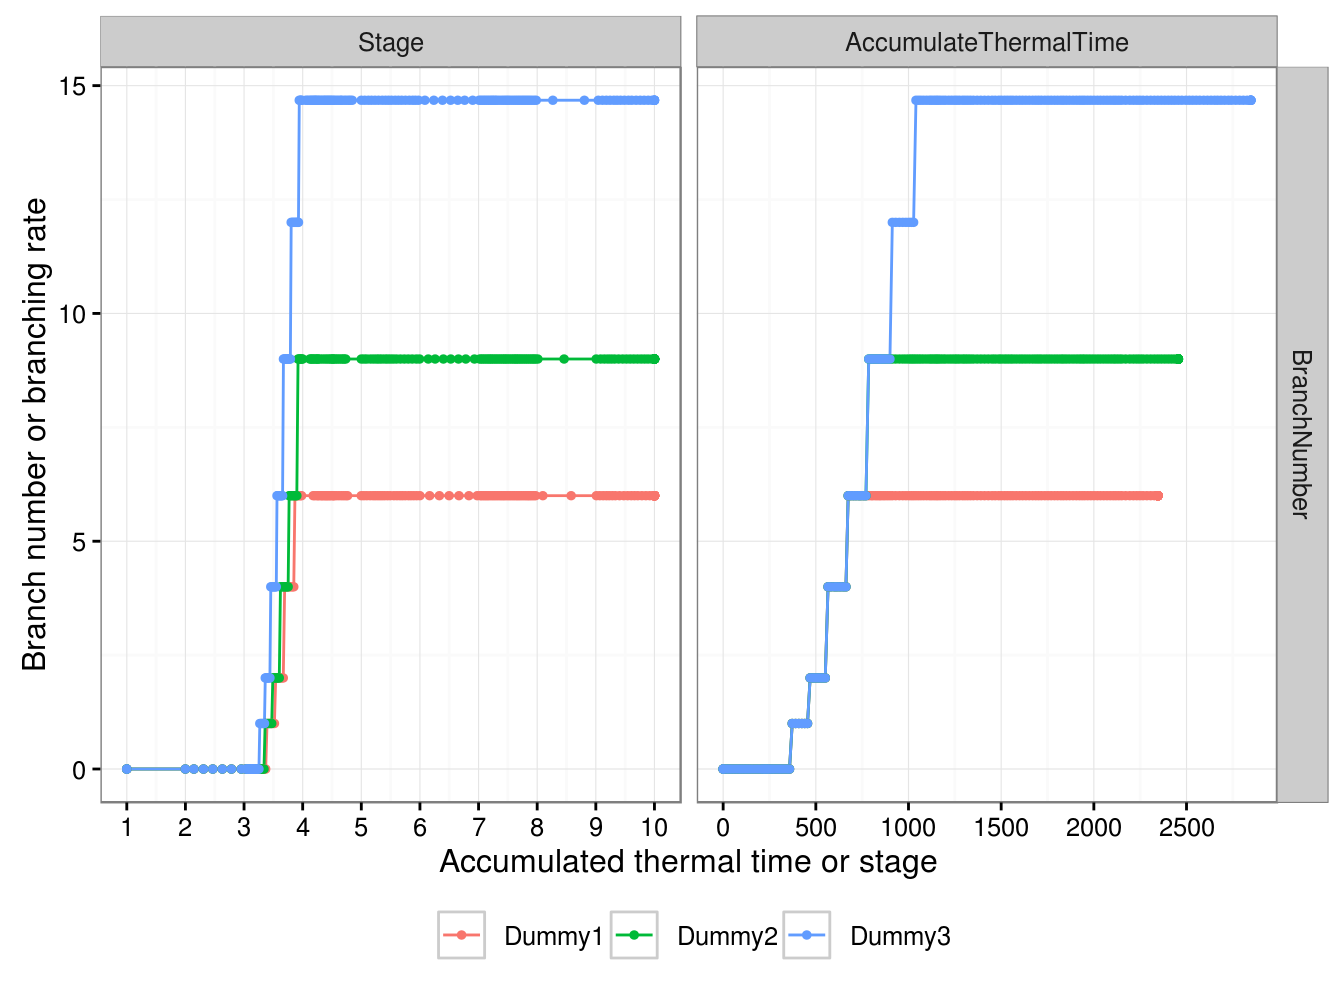 Stage
AccumulateThermalTime
Branch number or branching rate
15
10
5
0
BranchNumber
1 2 3 4 5 6 7 8 9 10
0 500 1000 1500 2000 2500
Accumulated thermal time or stage
Dummy1 Dummy2 Dummy3